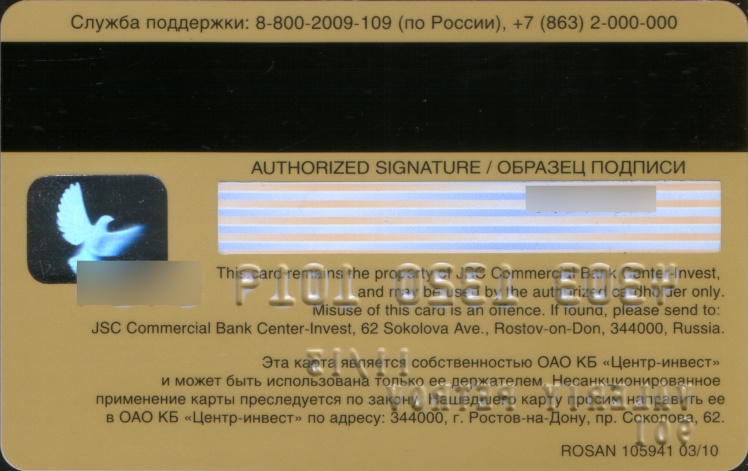 Служба поддержки: 8-800-2009-109 (по России), +7 (863) 2-000-000
AUTHORIZED SIGNATURE / ОБРАЗЕЦ ПОДПИСИ
This card remains the property of JSC Commercial Bank Center-Invest,
and may be used by the authorized cardholder only.
Misuse of this card is an offence. If found, please send to:
JSC Commercial Bank Center-Invest, 62 Sokolova Ave., Rostov-on-Don, 344000, Russia.
Эта карта является собственностью ОАО КБ «Центр-инвест»
и может быть использована только ее держателем. Несанкционированное
применение карты преследуется по закону. Нашедшего карту просим направить ее
в ОАО КБ «Центр-инвест» по адресу: 344000, г. Ростов-на-Дону, пр. Соколова, 62.
ROSAN 105941 03/10